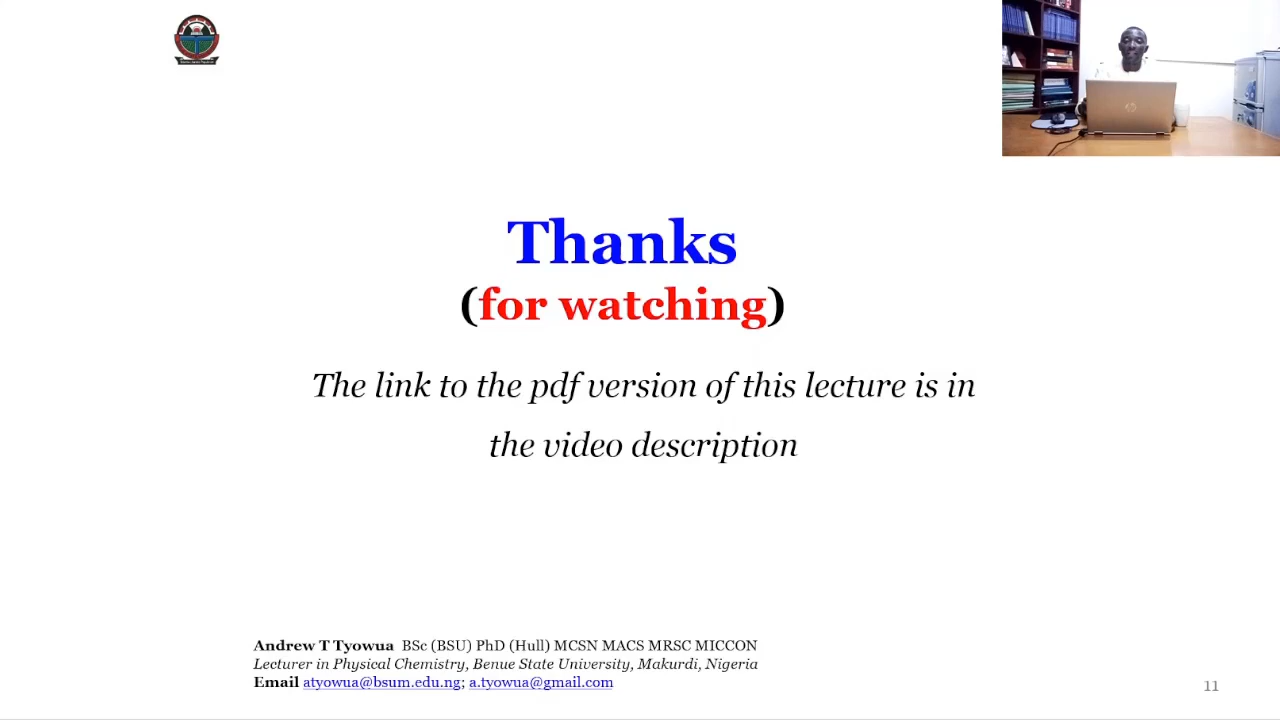 Thanks
(for watching)
The link to the pdf version of this lecture is in
the video description
Andrew T Tyowua BSc (BSU) PhD (Hull) MCSN MACS MRSC MICCON
Lecturer in Physical Chemistry, Benue State University, Makurdi, Nigeria
Email atyowua@bsum.edu.ng; a.tyowua@gmail.com
11